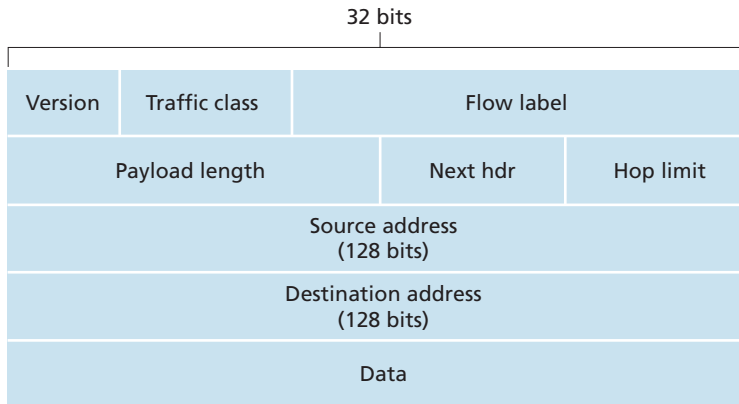 32 bits
Version Traffic class Flow label
Payload length Next hdr Hop limit
Source address
(128 bits)
Destination address
(128 bits)
Data